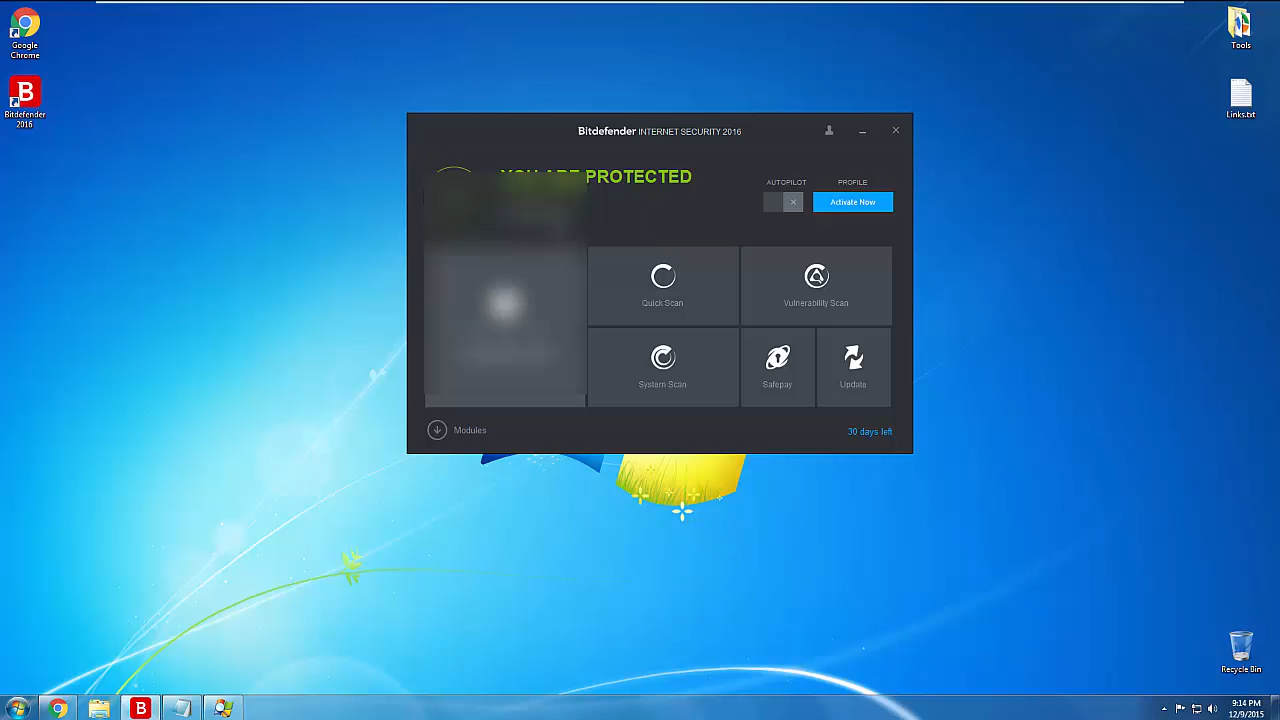 Google
Chrome
Bitdefender
2016
Tools
Links.txt
Bitdefender INTERNET SECURITY 2016
PROTECTED
AUTOPILOT
PROFILE
Activate Now
Quick Scan
Vulnerability Scan
System Scan
Safepay
Update
Modules
30 days left
Recycle Bin
9:14 PM
12/9/2015